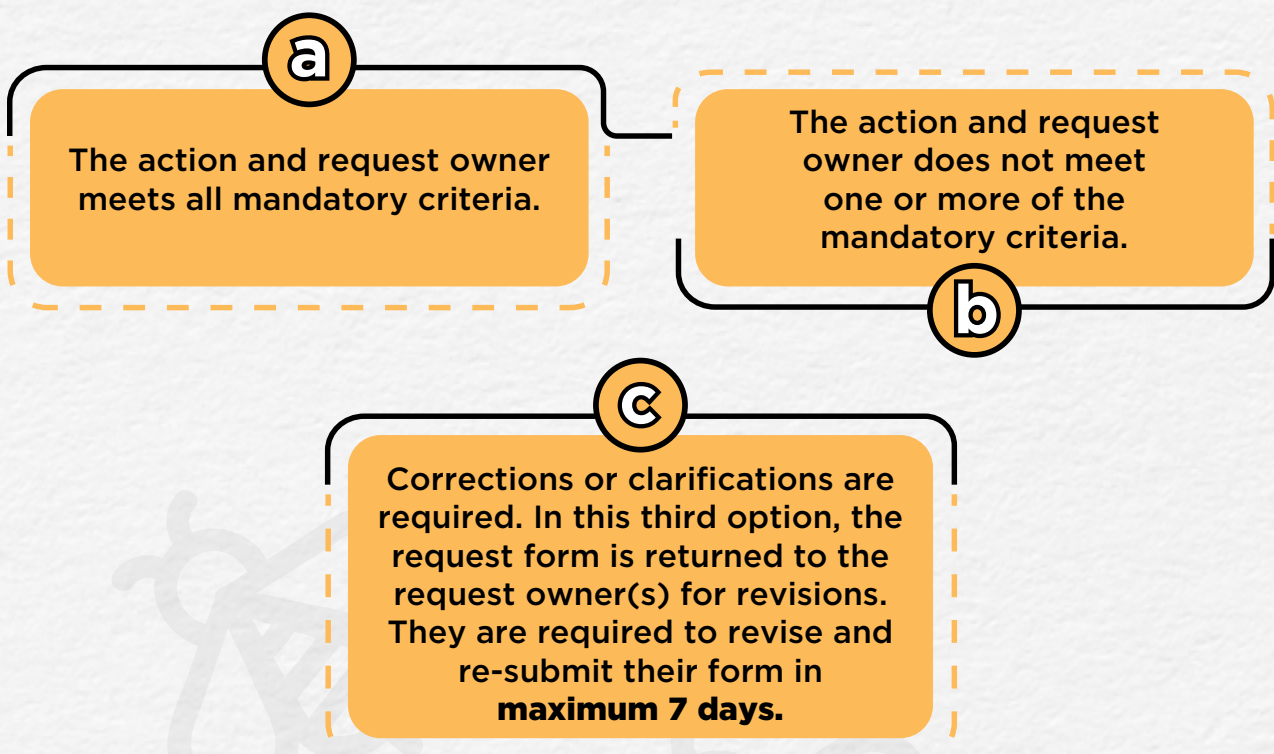 a
The action and request owner
meets all mandatory criteria.
The action and request
owner does not meet
one or more of the
mandatory criteria.
b
c
Corrections or clarifications are
required. In this third option, the
request form is returned to the
request owner(s) for revisions.
They are required to revise and
re-submit their form in
maximum 7 days.